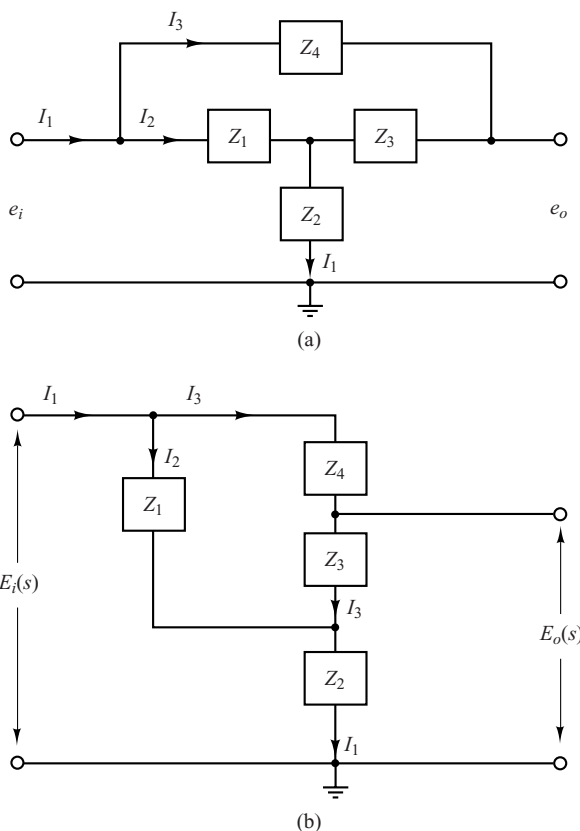 I3
Z4
I1 I2
Z1 Z3
Z2
ei eo
I1
(a)
I1 I3
Z4
I2
Z1
Z3
Ei(s)
I3
Eo(s)
Z2
I1
(b)